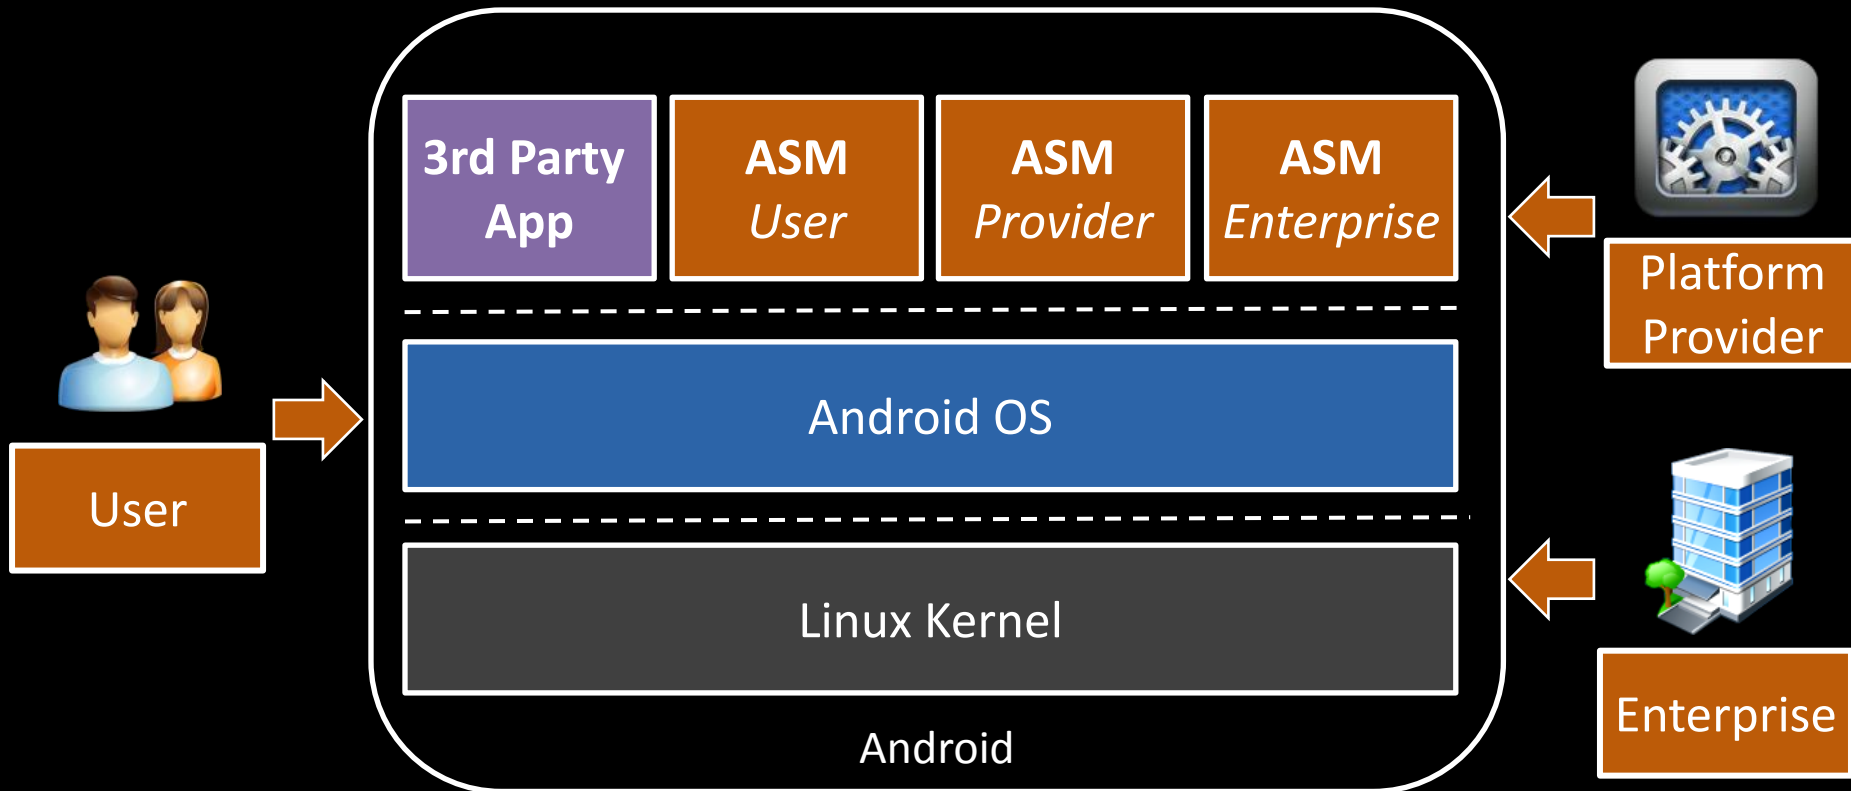 3rd Party
App
ASM
User
ASM
Provider
ASM
Enterprise
Platform
Provider
Android OS
User
Linux Kernel
Enterprise
Android